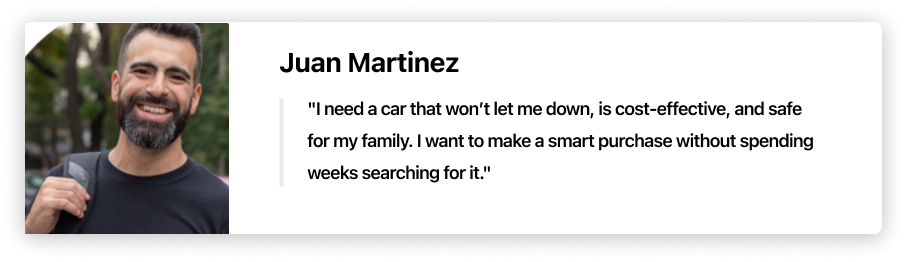 Juan Martinez
"I need a car that won’t let me down, is cost-effective, and safe
for my family. I want to make a smart purchase without spending
weeks searching for it."